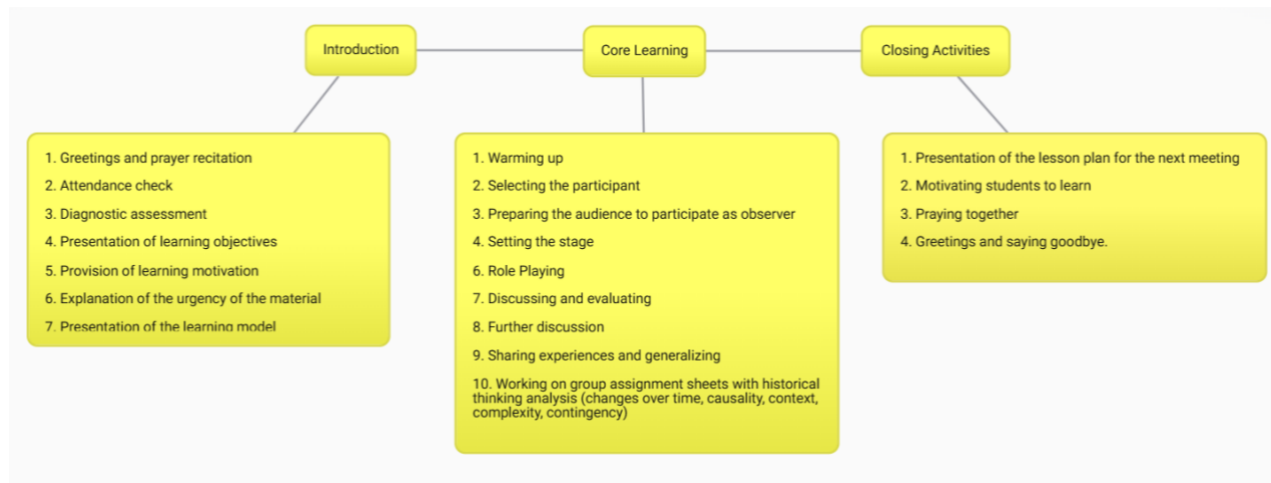 Introduction
Core Learning
Closing Activities
1. Greetings and prayer recitation
2. Attendance check
3. Diagnostic assessment
4. Presentation of learning objectives
5. Provision of learning motivation
6. Explanation of the urgency of the material
7. Presentation of the learning model
1. Warming up
2. Selecting the participant
3. Preparing the audience to participate as observer
4. Setting the stage
6. Role Playing
7. Discussing and evaluating
8. Further discussion
9. Sharing experiences and generalizing
10. Working on group assignment sheets with historical
thinking analysis (changes over time, causality, context,
complexity, contingency)
1. Presentation of the lesson plan for the next meeting
2. Motivating students to learn
3. Praying together
4. Greetings and saying goodbye.